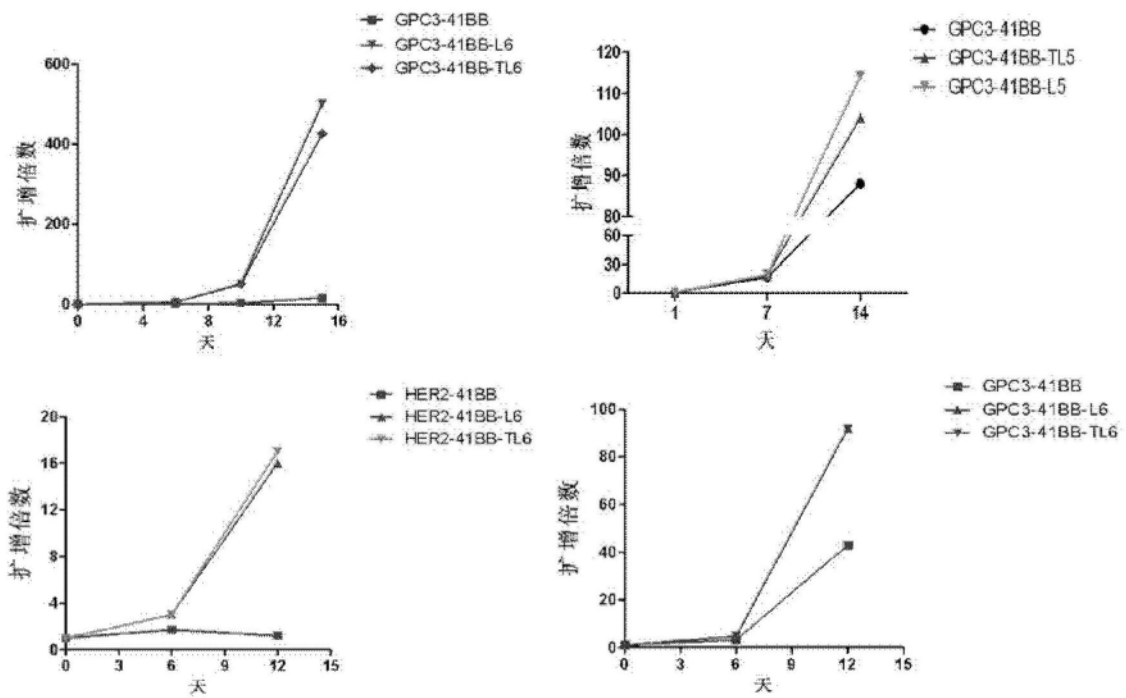 GPC3-41BB
GPC3-41BB-L6
GPC3-41BB-TL6
600
400
200
0
扩增倍数
0 4 8 12 16
天
GPC3-41BB
GPC3-41BB-TL5
GPC3-41BB-L5
120
110
100
90
80
60
30
0
扩增倍数
1 7 14
天
HER2-41BB
HER2-41BB-L6
HER2-41BB-TL6
20
16
12
8
4
0
扩增倍数
0 3 6 9 12 15
天
GPC3-41BB
GPC3-41BB-L6
GPC3-41BB-TL6
100
80
60
40
20
0
扩增倍数
0 3 6 9 12 15
天